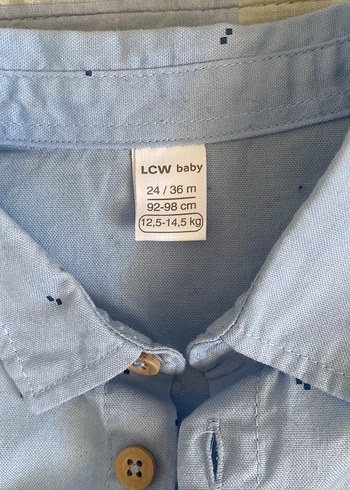 LCW baby
24 / 36 m
92-98 cm
12,5-14,5 kg